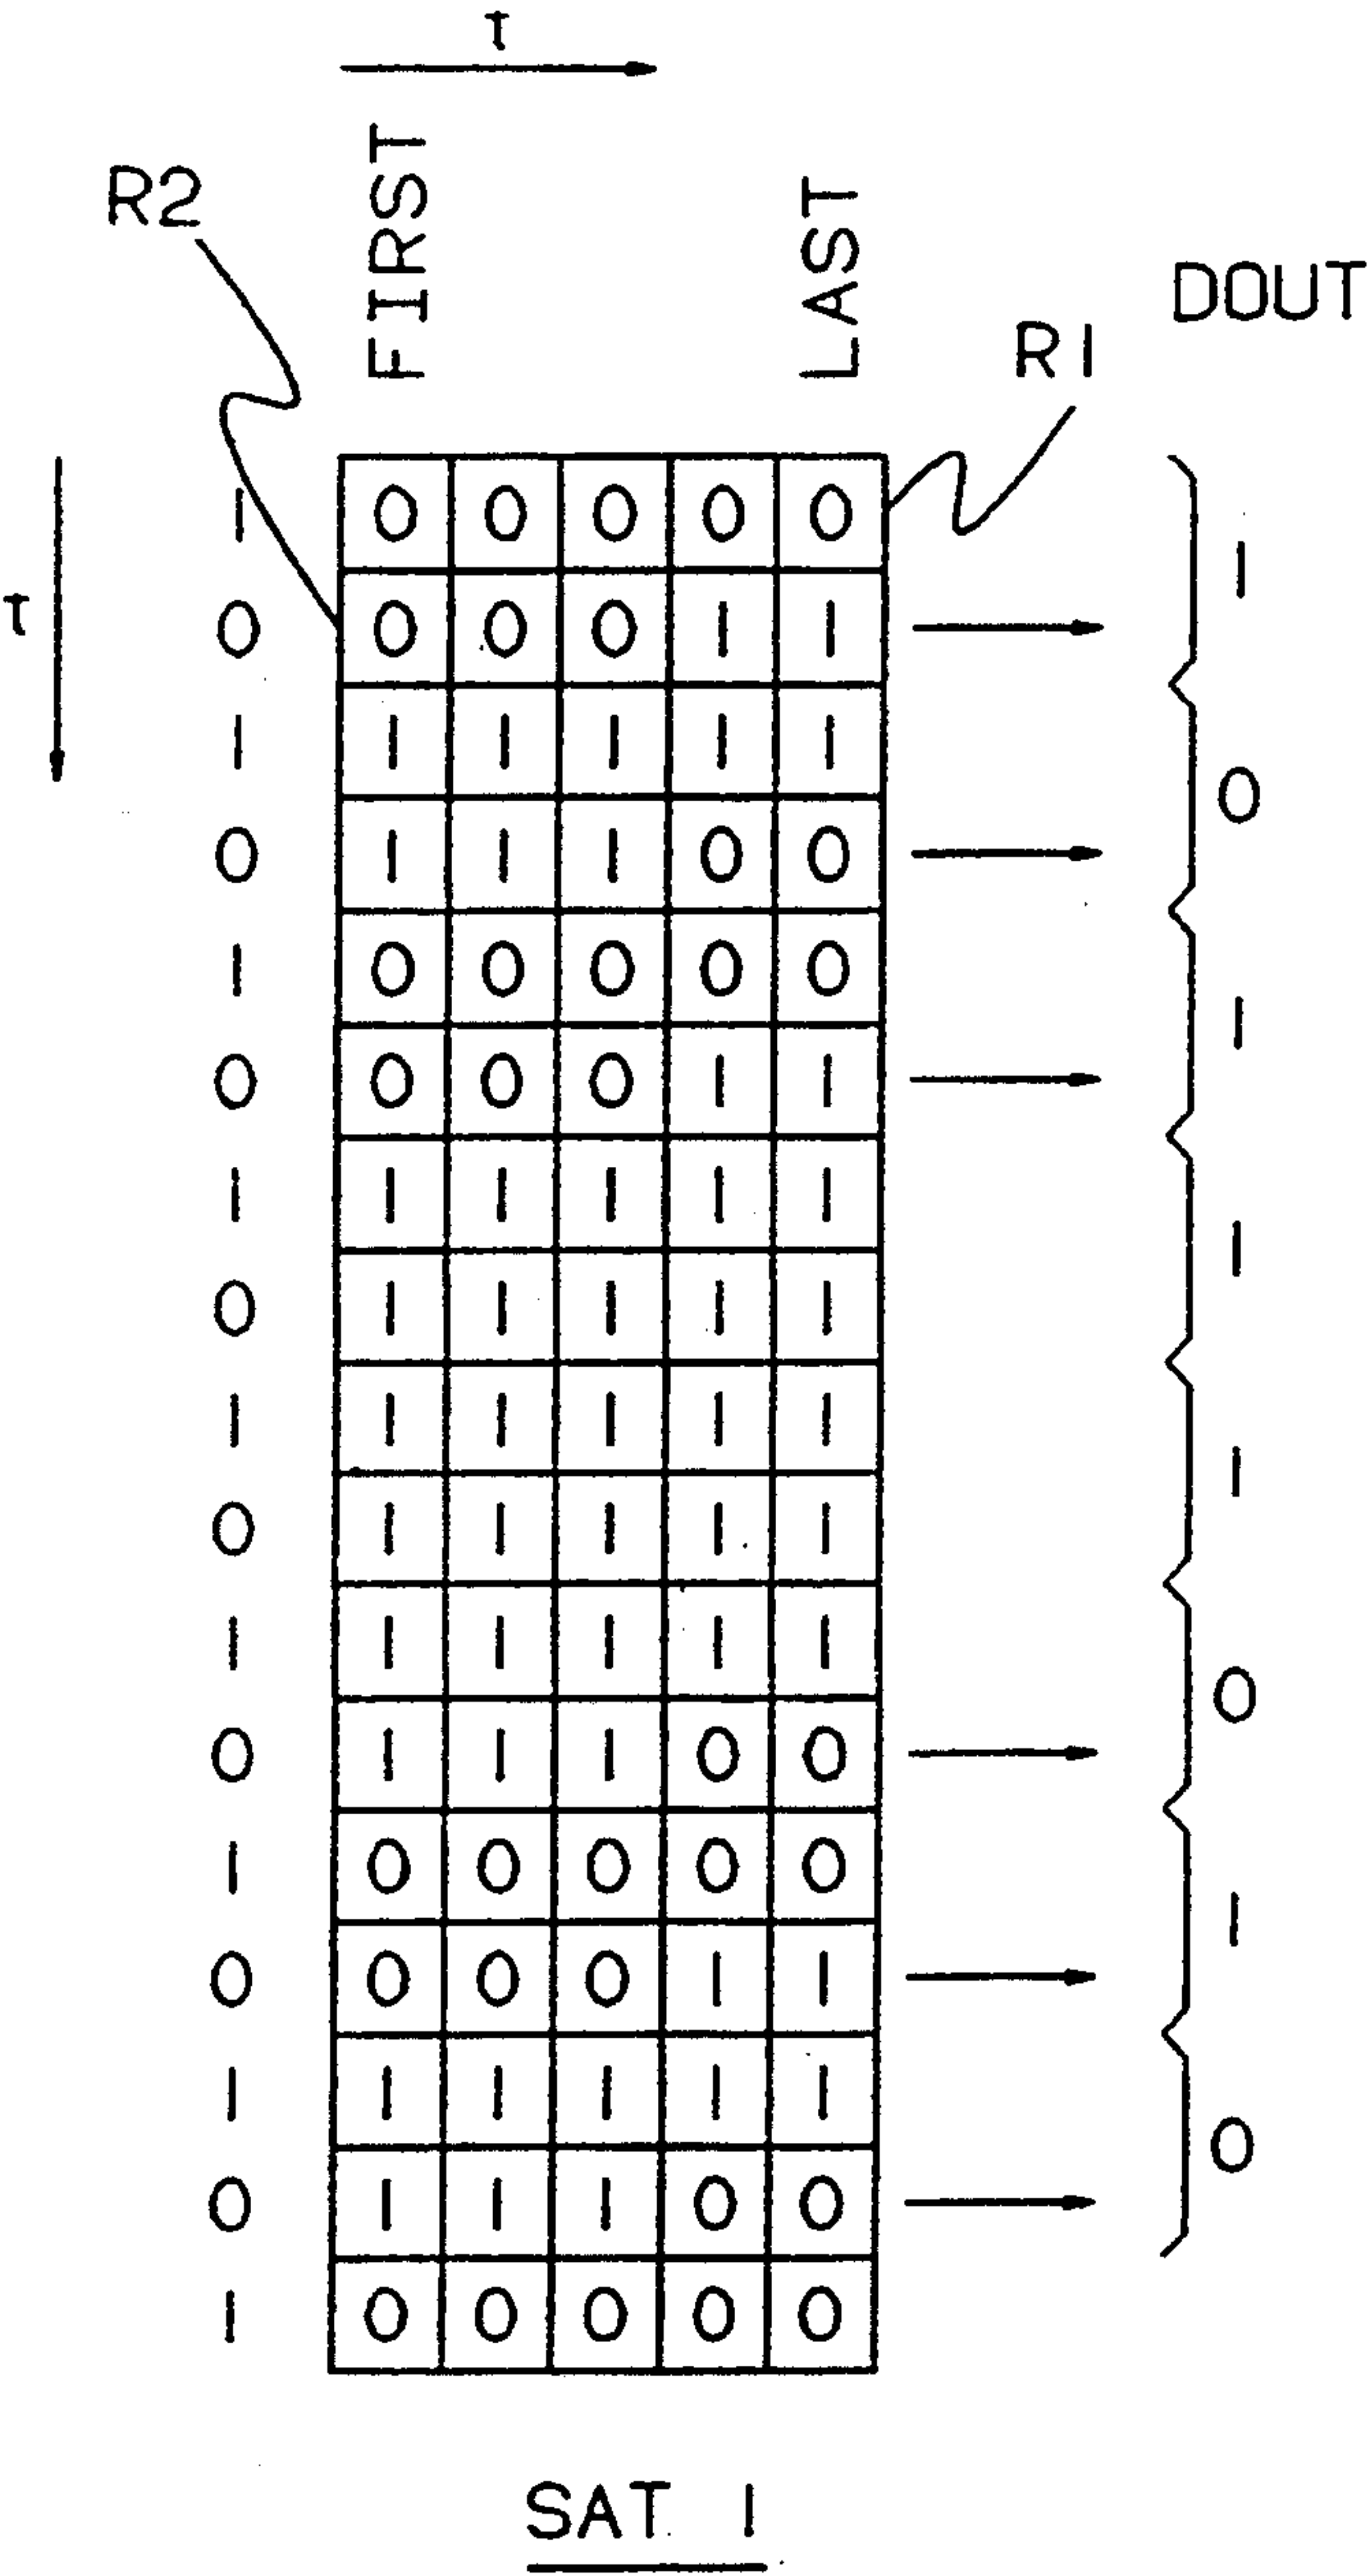 t
FIRST
LAST
R2
R1
DOUT
t
1 0 0 0 0 0
0 0 0 0 1 1 1
1 1 1 1 1 1
0 1 1 1 0 0 0
1 0 0 0 0 0
0 0 0 0 1 1 1
1 1 1 1 1 1
0 1 1 1 1 1 1
1 1 1 1 1 1
0 1 1 1 1 1 1
1 1 1 1 1 1
0 1 1 1 0 0 0
1 0 0 0 0 0
0 0 0 0 1 1 1
1 1 1 1 1 1
0 1 1 1 0 0 0
1 0 0 0 0 0
SAT 1